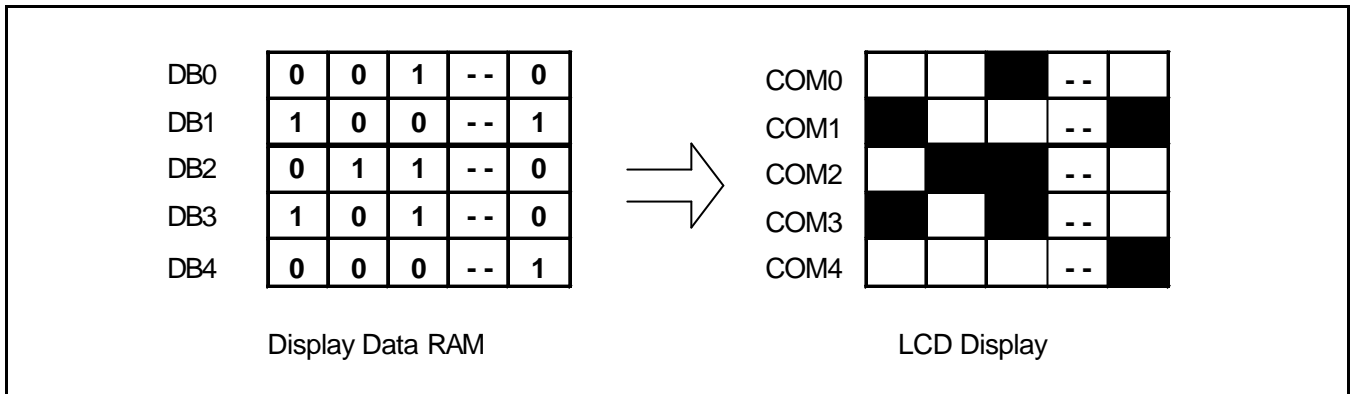 DB0 0 0 1 - - 0 COM0 - -
DB1 1 0 0 - - 1 COM1 - -
DB2 0 1 1 - - 0 COM2 - -
DB3 1 0 1 - - 0 COM3 - -
DB4 0 0 0 - - 1 COM4 - -
Display Data RAM LCD Display